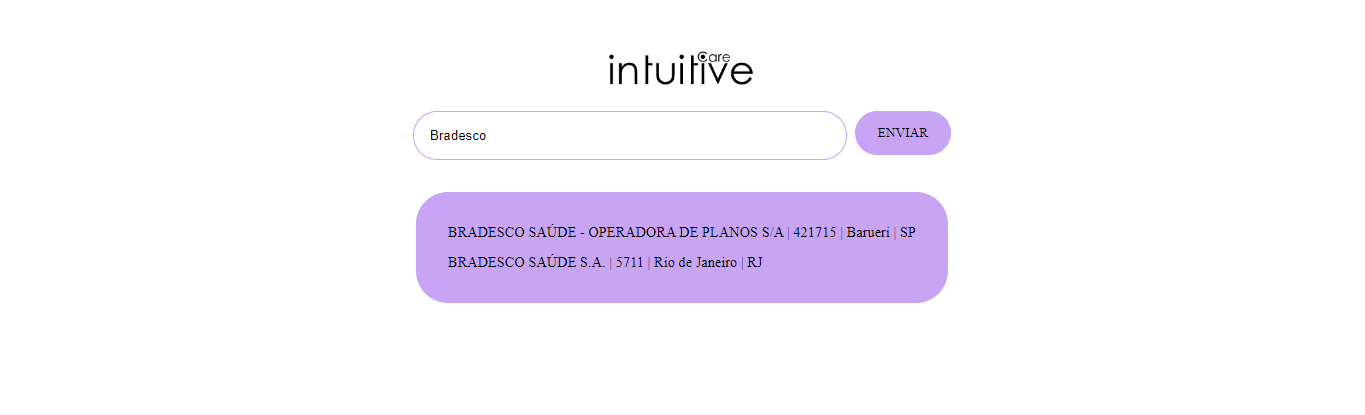 intuitive Care
Bradesco
ENVIAR
BRADESCO SAÚDE - OPERADORA DE PLANOS S/A | 421715 | Barueri | SP
BRADESCO SAÚDE S.A. | 5711 | Rio de Janeiro | RJ